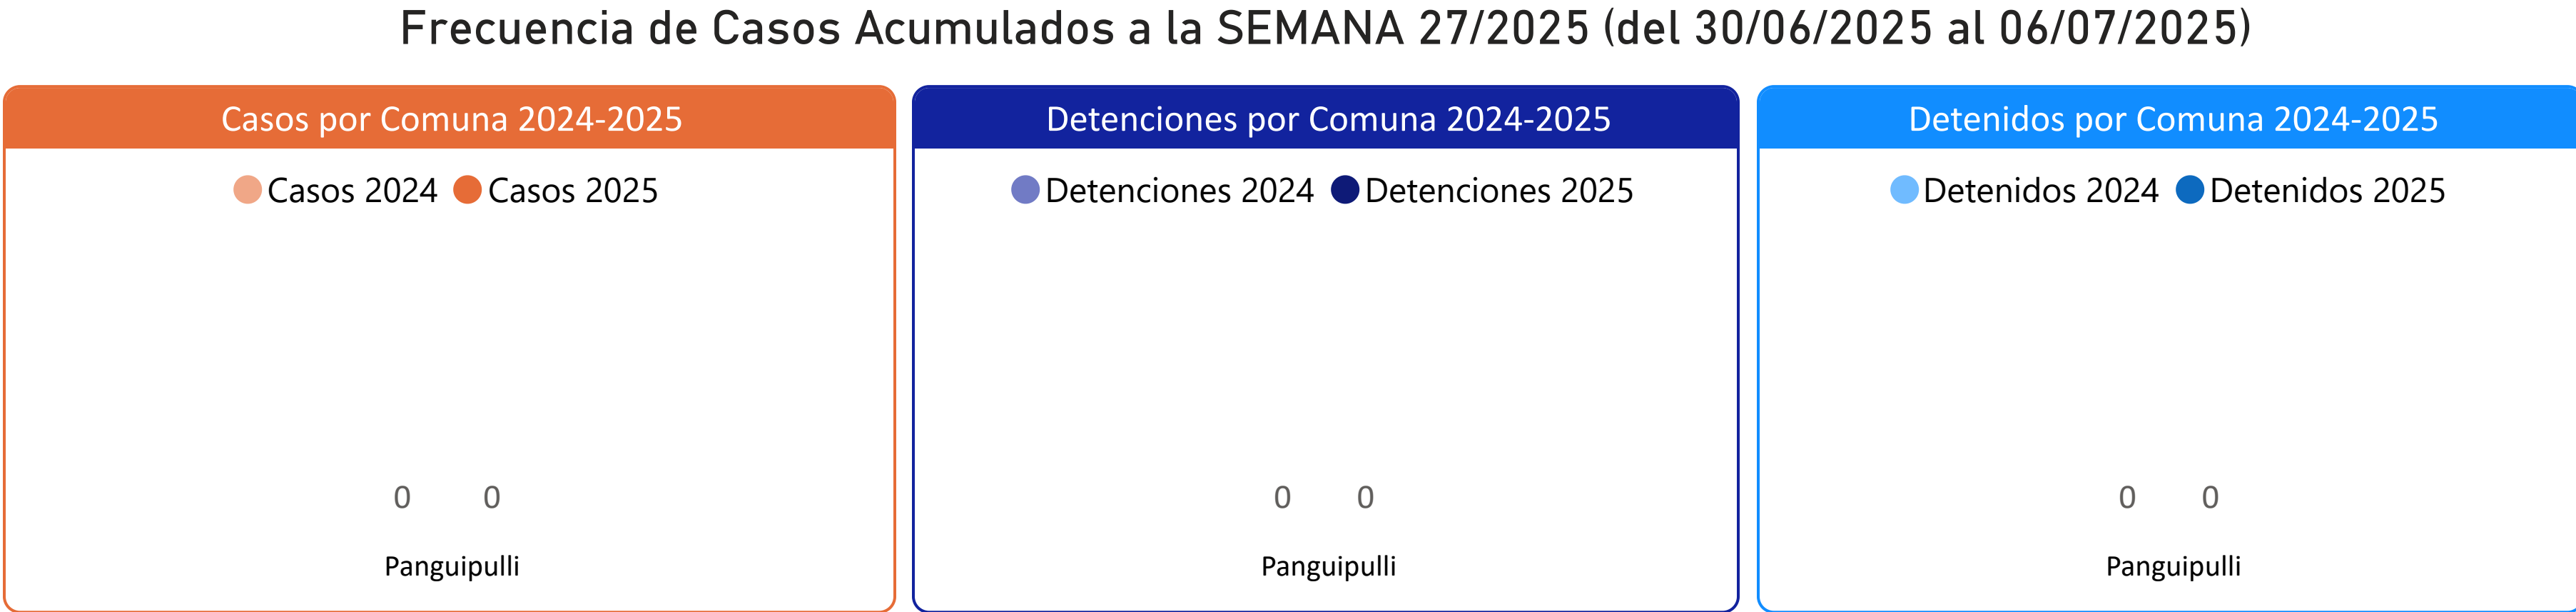 Frecuencia de Casos Acumulados a la SEMANA 27/2025 (del 30/06/2025 al 06/07/2025)
Casos por Comuna 2024-2025
Casos 2024 Casos 2025
0 0
Panguipulli
Detenciones por Comuna 2024-2025
Detenciones 2024 Detenciones 2025
0 0
Panguipulli
Detenidos por Comuna 2024-2025
Detenidos 2024 Detenidos 2025
0 0
Panguipulli